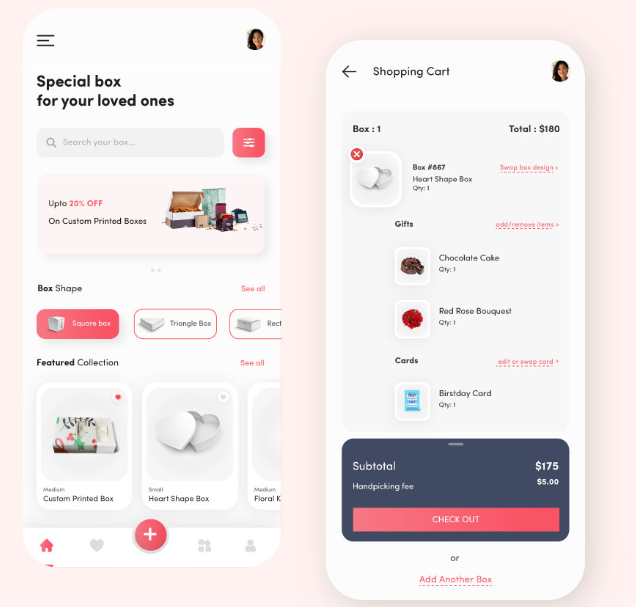 Special box
for your loved ones
Search your box...
Upto 20% OFF
On Custom Printed Boxes
Box Shape
See all
Square box
Triangle Box
Rect
Featured Collection
See all
Medium
Custom Printed Box
Small
Heart Shape Box
Medium
Floral K
Shopping Cart
Box : 1
Total : $180
Box #867
Heart Shape Box
Qty: 1
Swap box design >
Gifts
add/remove items >
Chocolate Cake
Qty: 1
Red Rose Bouquest
Qty: 1
Cards
edit or swap card >
Birstday Card
Qty: 1
Subtotal
$175
Handpicking fee
$5.00
CHECK OUT
or
Add Another Box